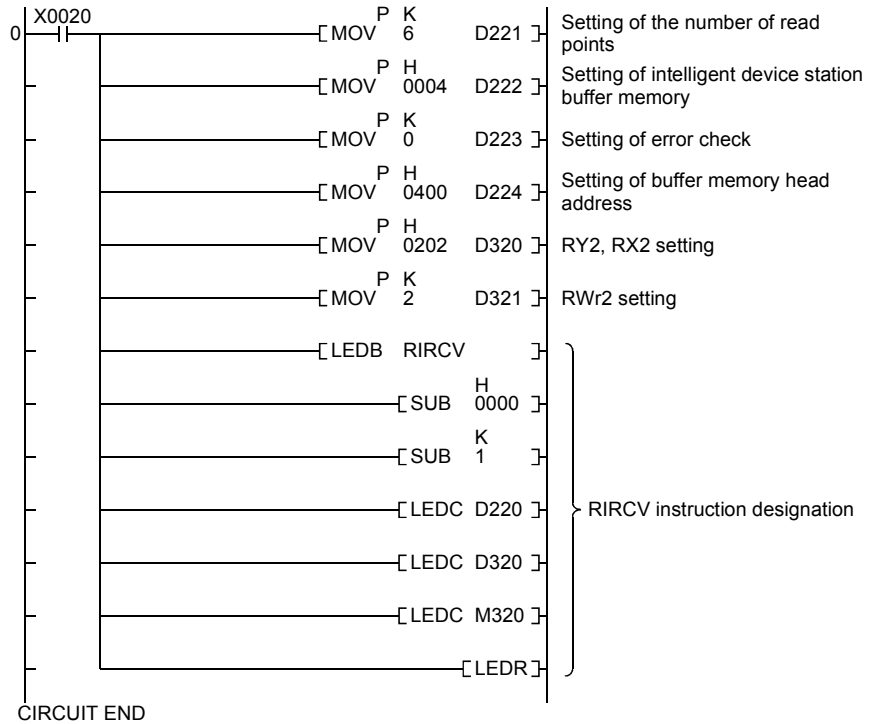 X0020
P K
0 MOV 6 D221 Setting of the number of read points
P H
MOV 0004 D222 Setting of intelligent device station buffer memory
P K
MOV 0 D223 Setting of error check
P H
MOV 0400 D224 Setting of buffer memory head address
P H
MOV 0202 D320 RY2, RX2 setting
P K
MOV 2 D321 RWr2 setting
LEDB RIRCV
H
SUB 0000
K
SUB 1
LEDC D220 RIRCV instruction designation
LEDC D320
LEDC M320
LEDR
CIRCUIT END